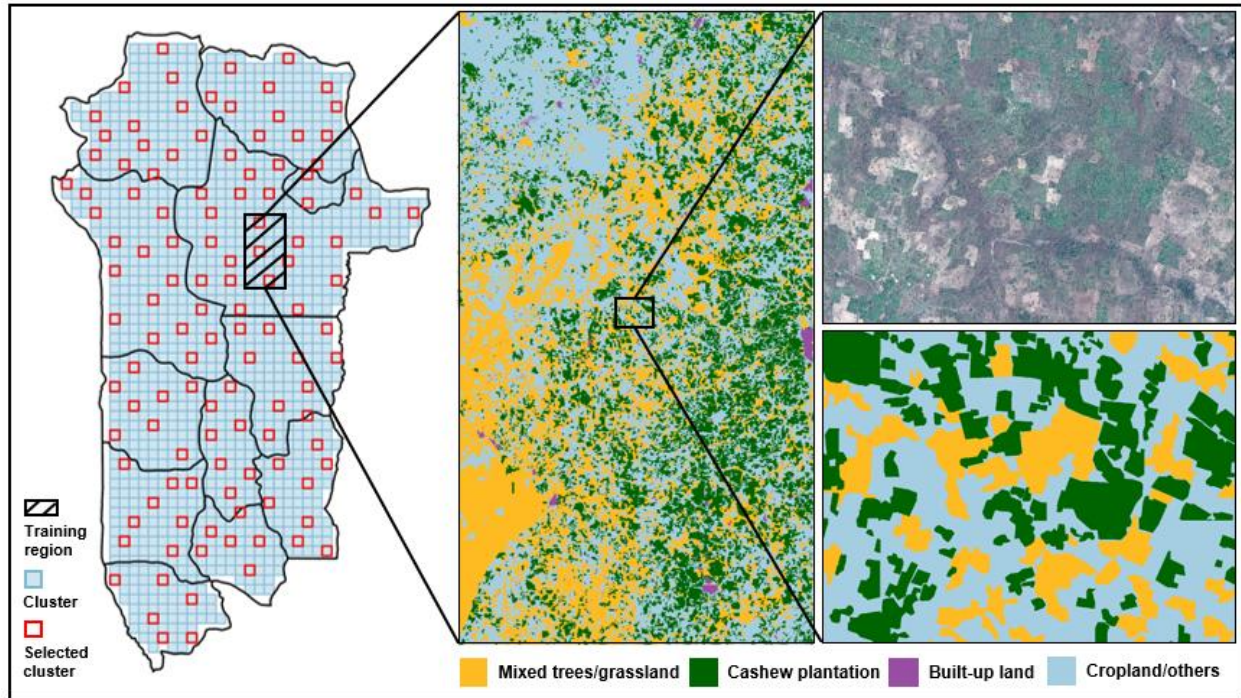 Training
region
Cluster
Selected
cluster
Mixed trees/grassland
Cashew plantation
Built-up land
Cropland/others